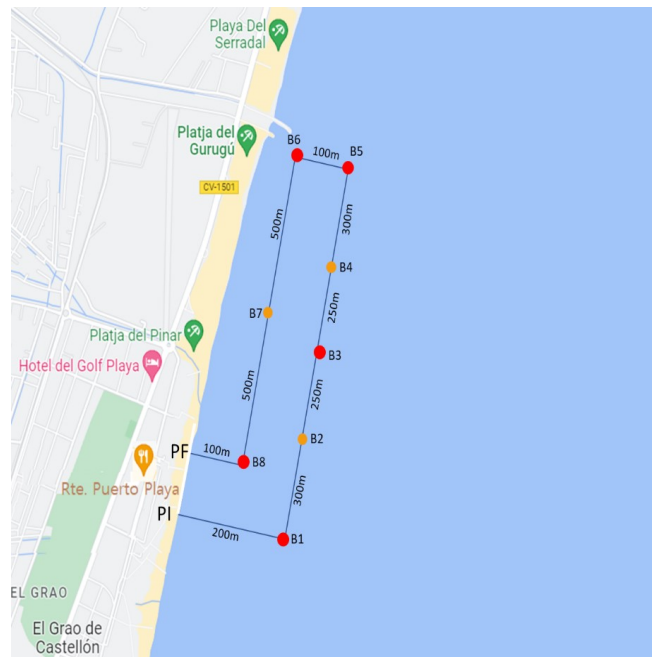 Playa Del
Serradal
Platja del
Gurugú
B6
B5
100m
CV-1501
500m
300m
B4
B7
250m
Platja del Pinar
B3
Hotel del Golf Playa
500m
250m
PF
100m
B2
B8
Rte. Puerto Playa
300m
PI
200m
B1
EL GRAO
El Grao de
Castellón